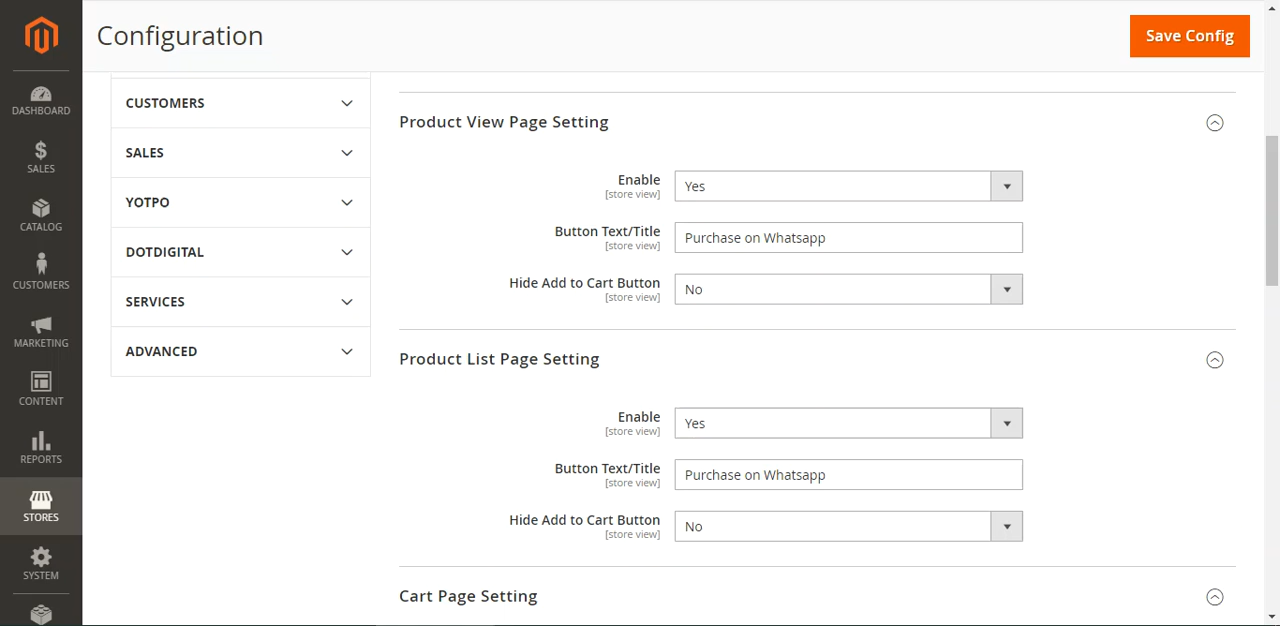 Configuration
Save Config
DASHBOARD
SALES
CATALOG
CUSTOMERS
MARKETING
CONTENT
REPORTS
STORES
SYSTEM
CUSTOMERS
SALES
YOTPO
DOTDIGITAL
SERVICES
ADVANCED
Product View Page Setting
Enable
[store view]
Yes
Button Text/Title
[store view]
Purchase on Whatsapp
Hide Add to Cart Button
[store view]
No
Product List Page Setting
Enable
[store view]
Yes
Button Text/Title
[store view]
Purchase on Whatsapp
Hide Add to Cart Button
[store view]
No
Cart Page Setting